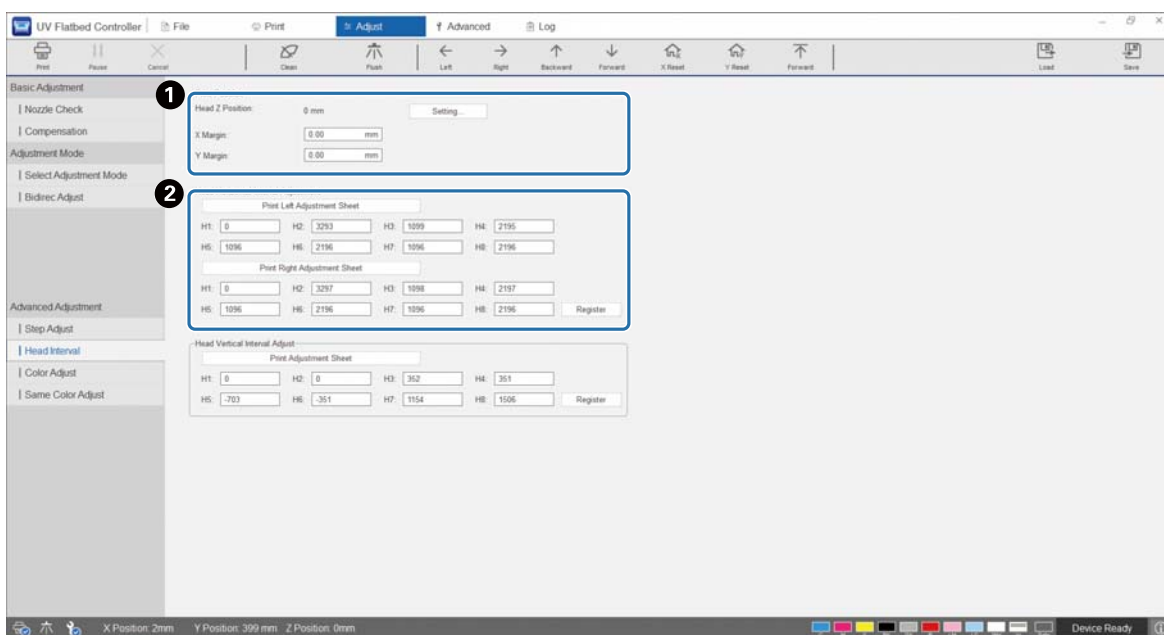 UV Flatbed Controller File Print Adjust Advanced Log
Print Pause Cancel Clean Flush Left Right Backward Forward X Reset Y Reset Forward Load Save
Basic Adjustment
Nozzle Check
Compensation
Adjustment Mode
Select Adjustment Mode
Bidirec Adjust
Advanced Adjustment
Step Adjust
Head Interval
Color Adjust
Same Color Adjust
1
Head Z Position: 0 mm Setting...
X Margin: 0.00 mm
Y Margin: 0.00 mm
2
Print Left Adjustment Sheet
H1: 0 H2: 3293 H3: 1099 H4: 2195
H5: 1096 H6: 2196 H7: 1096 H8: 2196
Print Right Adjustment Sheet
H1: 0 H2: 3297 H3: 1098 H4: 2197
H5: 1096 H6: 2196 H7: 1096 H8: 2196 Register
Head Vertical Interval Adjust
Print Adjustment Sheet
H1: 0 H2: 0 H3: 352 H4: 351
H5: -703 H6: -351 H7: 1154 H8: 1506 Register
X Position: 2mm Y Position: 399 mm Z Position: 0mm Device Ready